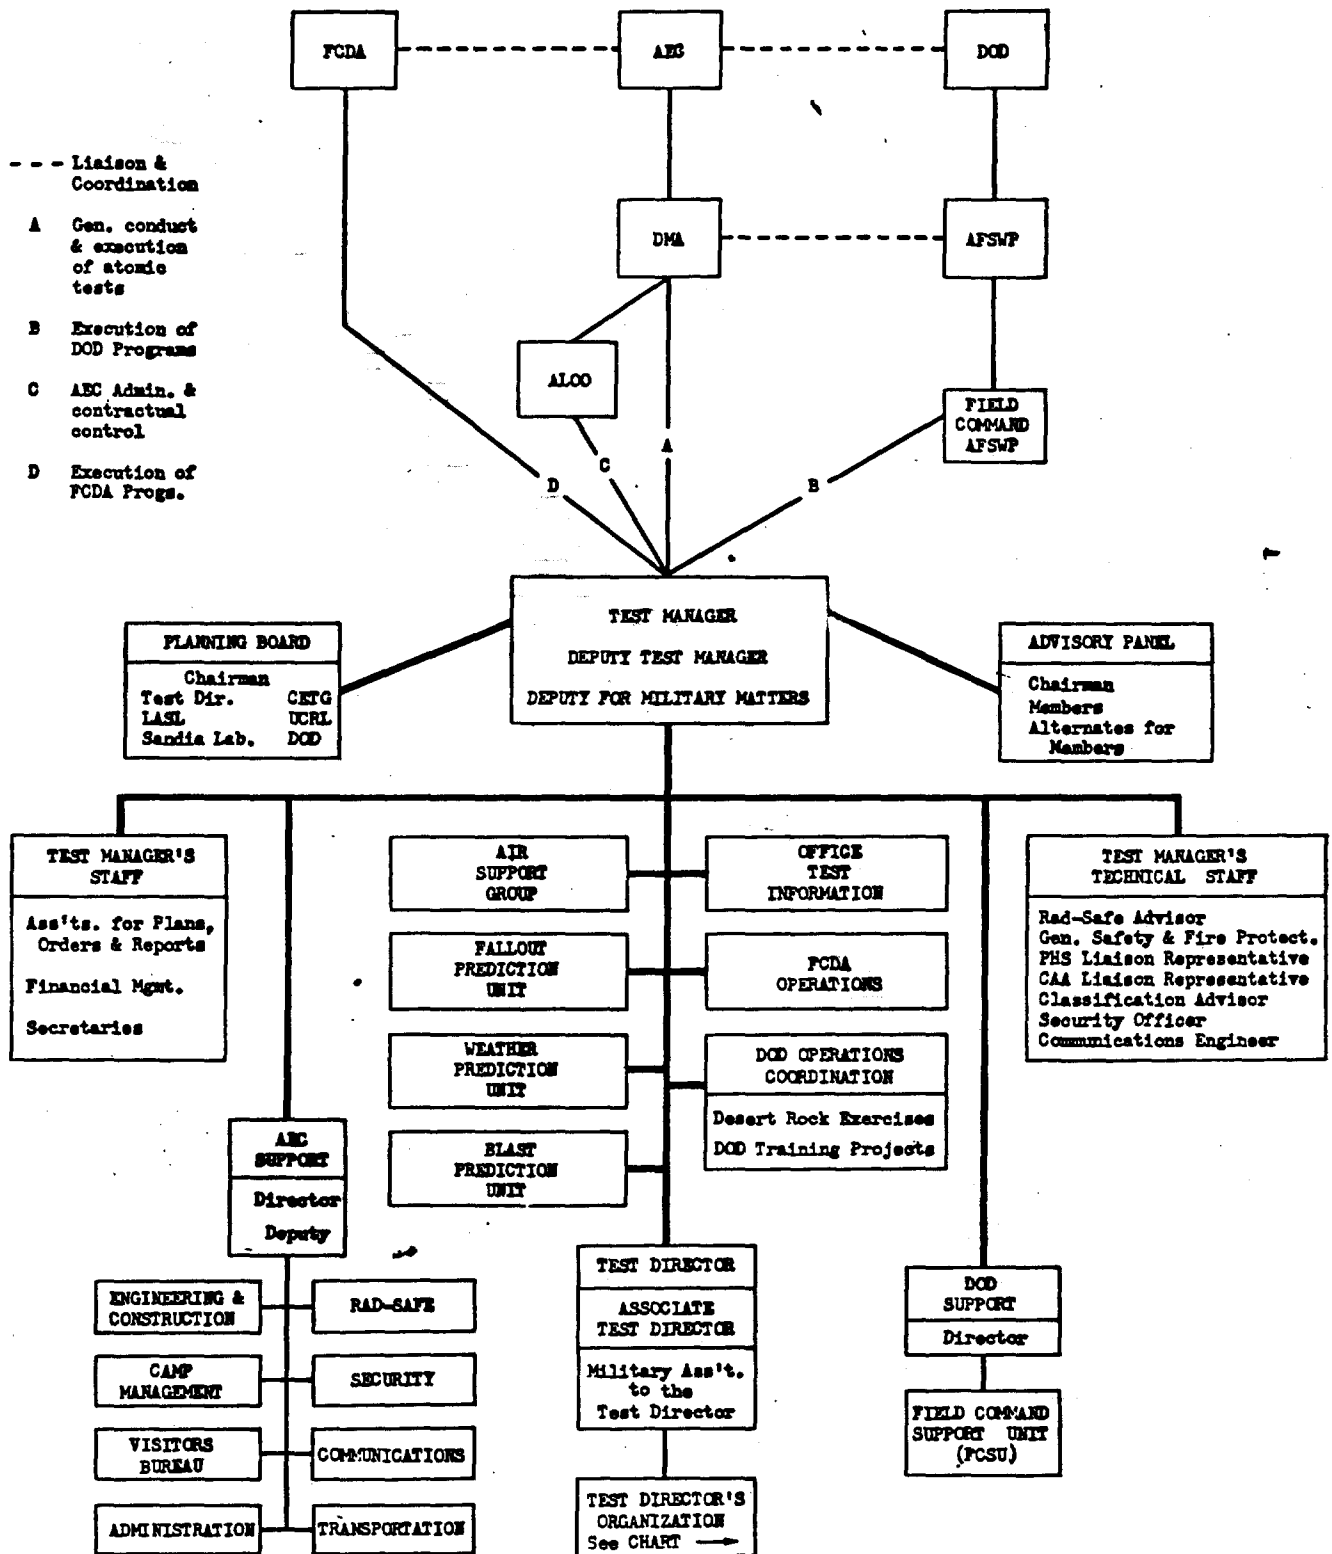 FCDA
AEC
DOD
- - - Liaison &
Coordination
A Gen. conduct
& execution
of atomic
tests
B Execution of
DOD Programs
C AEC Admin. &
contractual
control
D Execution of
FCDA Progs.
DMA
AFSWP
ALOO
FIELD
COMMAND
AFSWP
A
C
D
B
TEST MANAGER
DEPUTY TEST MANAGER
DEPUTY FOR MILITARY MATTERS
PLANNING BOARD
Chairman
Test Dir. CETG
LASL UCRL
Sandia Lab. DOD
ADVISORY PANEL
Chairman
Members
Alternates for
Members
TEST MANAGER'S
STAFF
Ass'ts. for Plans,
Orders & Reports
Financial Mgmt.
Secretaries
AIR
SUPPORT
GROUP
OFFICE
TEST
INFORMATION
TEST MANAGER'S
TECHNICAL STAFF
Rad-Safe Advisor
Gen. Safety & Fire Protect.
PHS Liaison Representative
CAA Liaison Representative
Classification Advisor
Security Officer
Communications Engineer
FALLOUT
PREDICTION
UNIT
FCDA
OPERATIONS
WEATHER
PREDICTION
UNIT
DOD OPERATIONS
COORDINATION
Desert Rock Exercises
DOD Training Projects
BLAST
PREDICTION
UNIT
AEC
SUPPORT
Director
Deputy
ENGINEERING &
CONSTRUCTION
RAD-SAFE
CAMP
MANAGEMENT
SECURITY
VISITORS
BUREAU
COMMUNICATIONS
ADMINISTRATION
TRANSPORTATION
TEST DIRECTOR
ASSOCIATE
TEST DIRECTOR
Military Ass't.
to the
Test Director
TEST DIRECTOR'S
ORGANIZATION
See CHART →
DOD
SUPPORT
Director
FIELD COMMAND
SUPPORT UNIT
(FCSU)